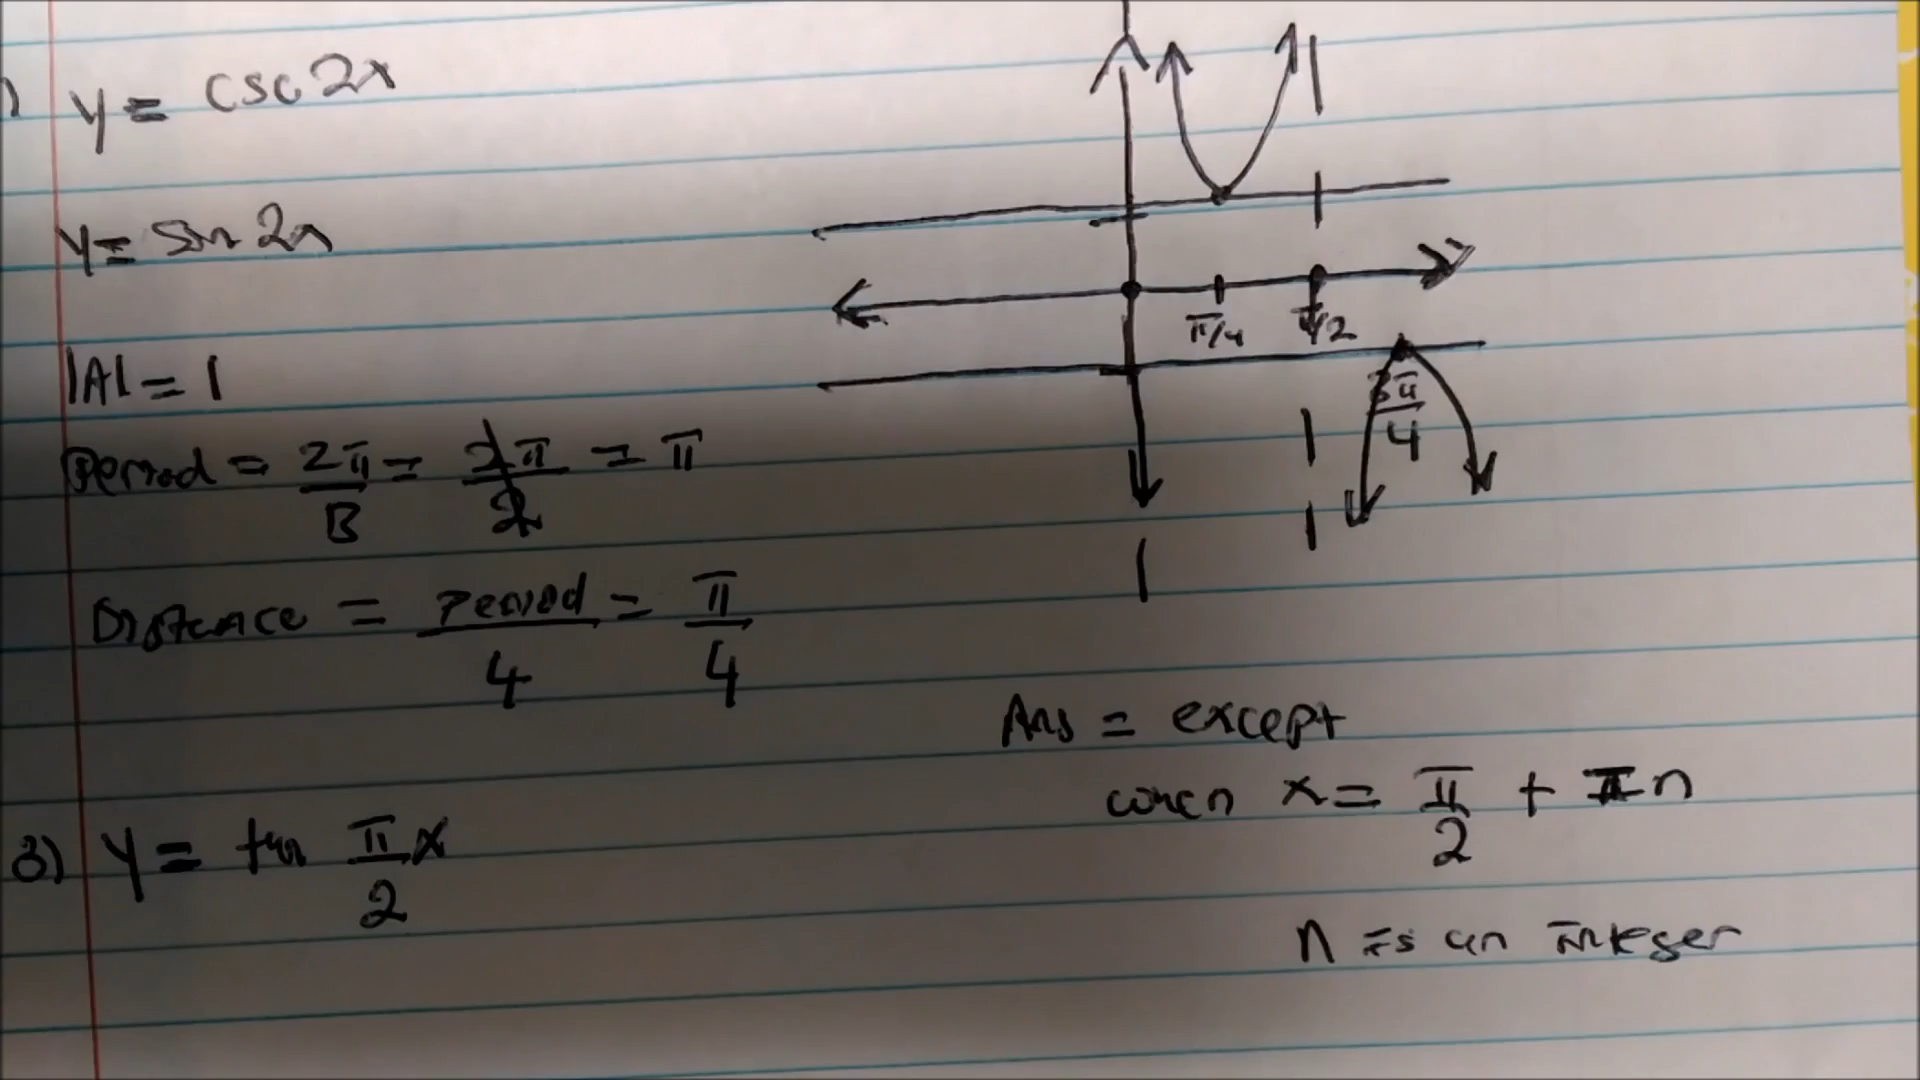 ) y = csc 2x
y = sin 2x
|A| = 1
Period = 2π/B = 2π/2 = π
Distance = Period/4 = π/4
π/4 π/2
3π/4
Ans = except
when x = π/2 + πn
n is an integer
3) y = tan π/2 x